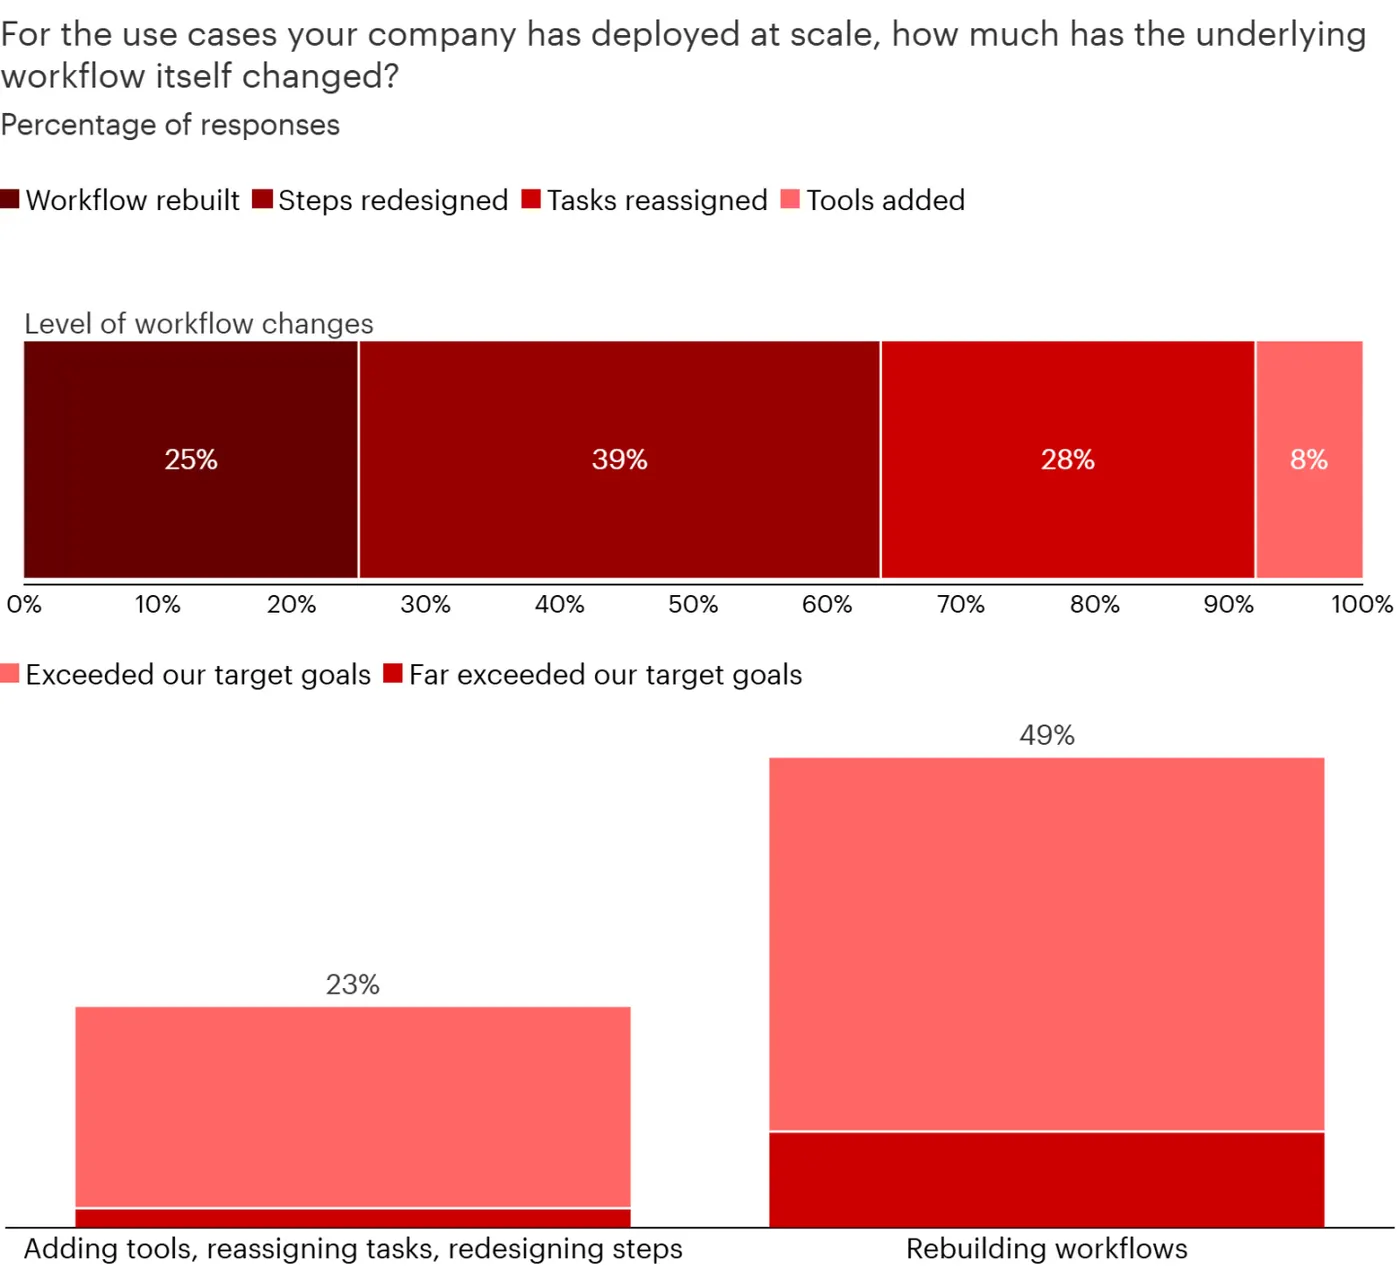 For the use cases your company has deployed at scale, how much has the underlying
workflow itself changed?
Percentage of responses
Workflow rebuilt Steps redesigned Tasks reassigned Tools added
Level of workflow changes
25% 39% 28% 8%
0% 10% 20% 30% 40% 50% 60% 70% 80% 90% 100%
Exceeded our target goals Far exceeded our target goals
49%
23%
Adding tools, reassigning tasks, redesigning steps Rebuilding workflows